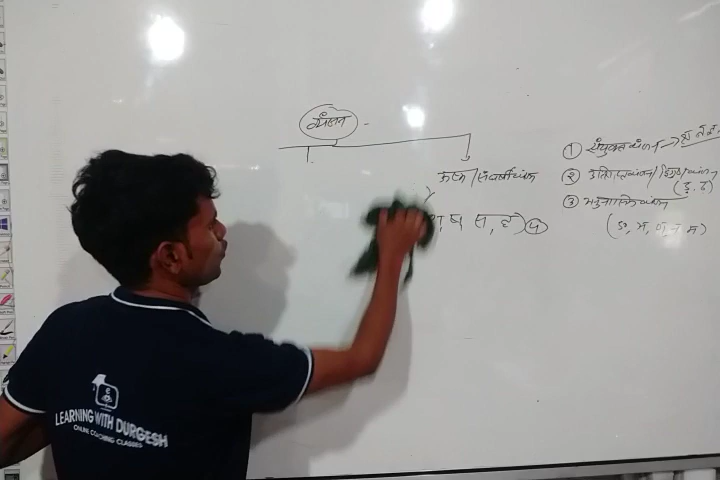 व्यंजन -
① संयुक्त व्यंजन →
ऊष्म/संघर्षी व्यंजन
② उत्क्षिप्त व्यंजन/द्विगुण व्यंजन
(ड़, ढ़)
③ अनुनासिक व्यंजन
, ष स, ह) ④
(ङ, ञ, ण, न म)
LEARNING WITH DURGESH
ONLINE COACHING CLASSES